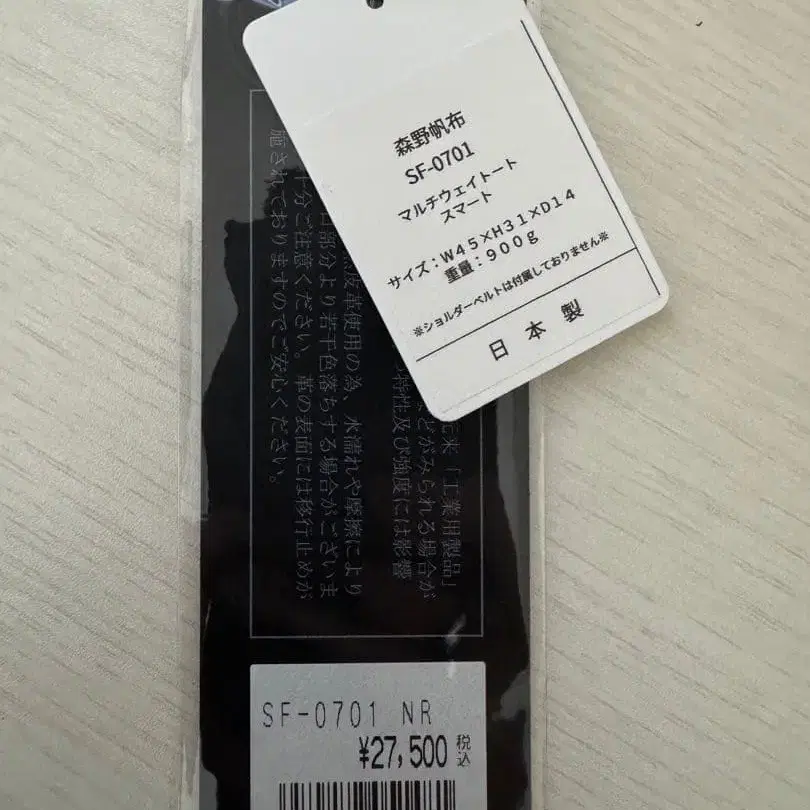 森野帆布
SF-0701
マルチウェイトート
スマート
サイズ：W45×H31×D14
重量：900g
※ショルダーベルトは付属しておりません※
日本製
「工業用製品」
どがみられる場合が
特性及び強度には影響
皮革使用の為、水濡れや摩擦により
口部分より若干色落ちする場合がございま
十分ご注意ください。革の表面には移行止めが
施されておりますのでご安心ください。
SF-0701 NR
¥27,500 税込